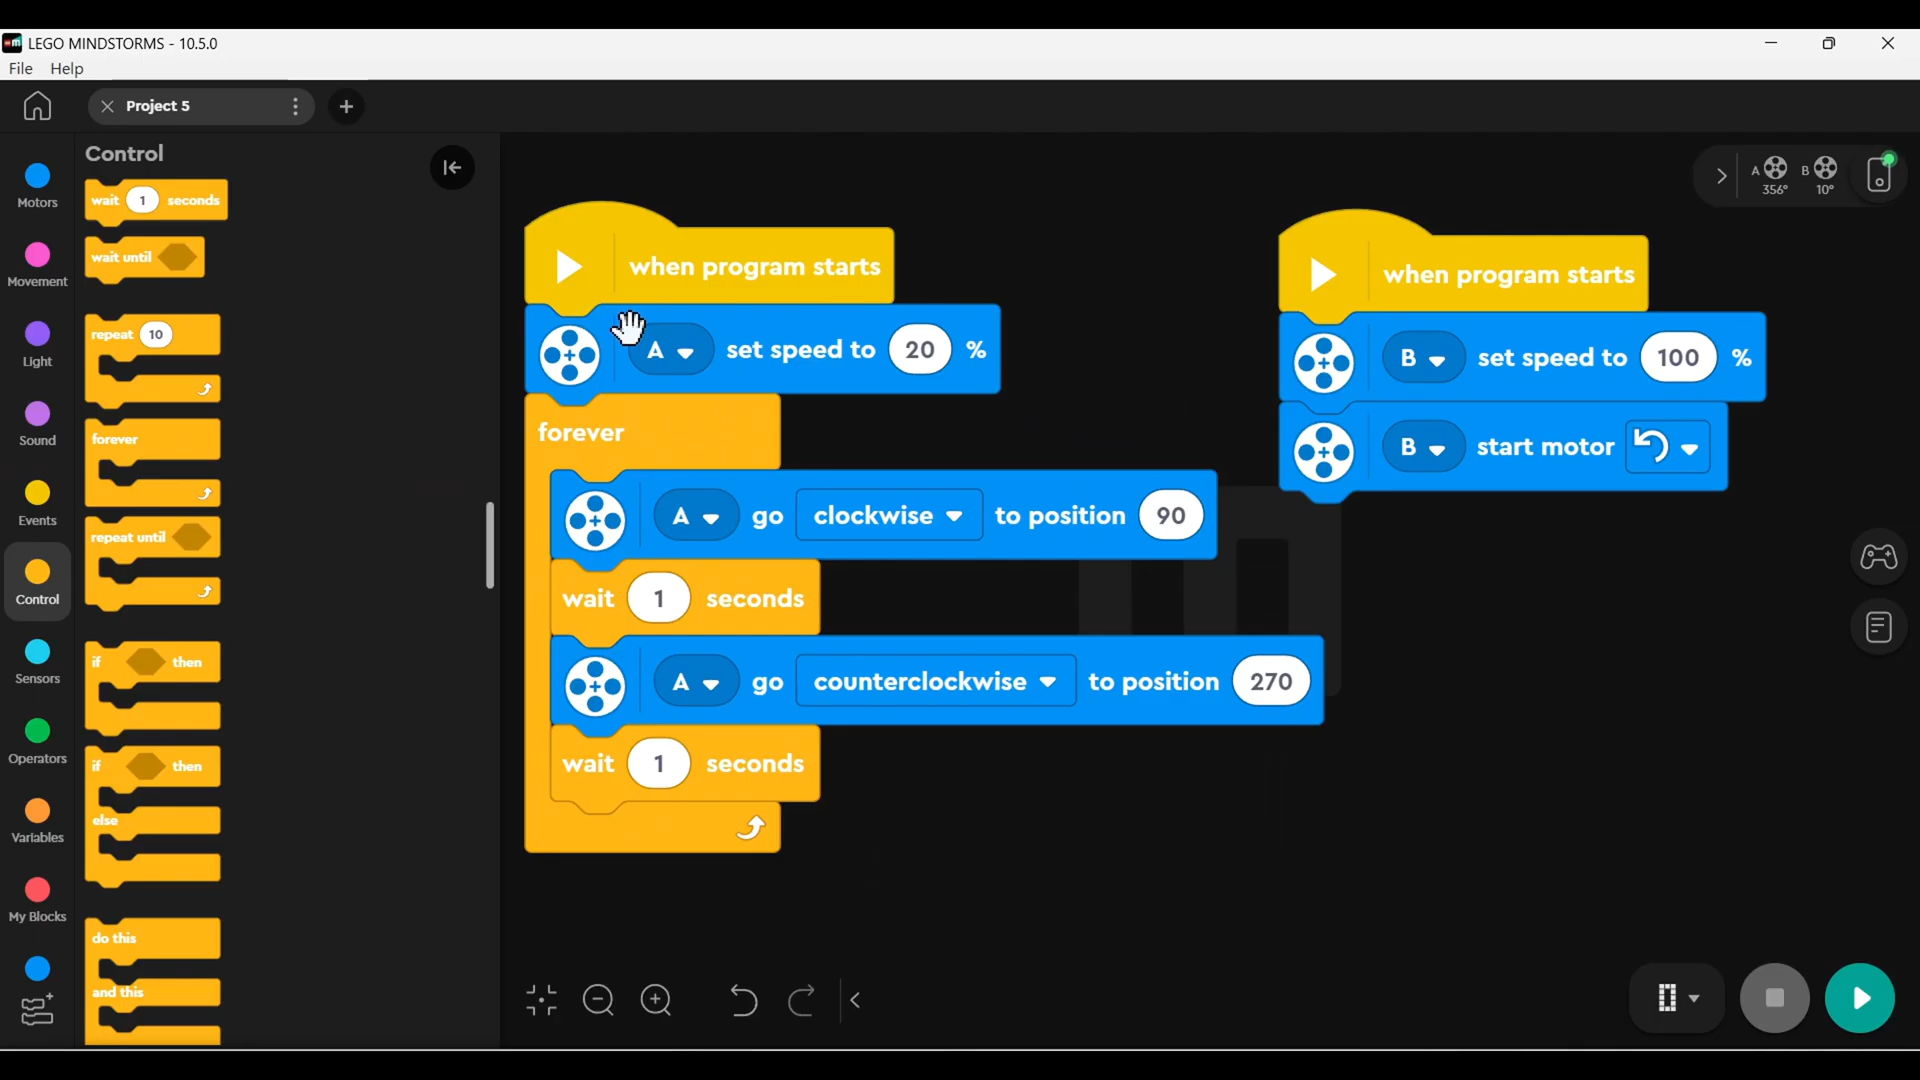 LEGO MINDSTORMS - 10.5.0
File Help
Project 5
Control
Motors
Movement
Light
Sound
Events
Control
Sensors
Operators
Variables
My Blocks
wait 1 seconds
wait until
repeat 10
forever
repeat until
if then
if then
else
do this
and this
when program starts
A set speed to 20 %
forever
A go clockwise to position 90
wait 1 seconds
A go counterclockwise to position 270
wait 1 seconds
when program starts
B set speed to 100 %
B start motor
A 356° B 10°